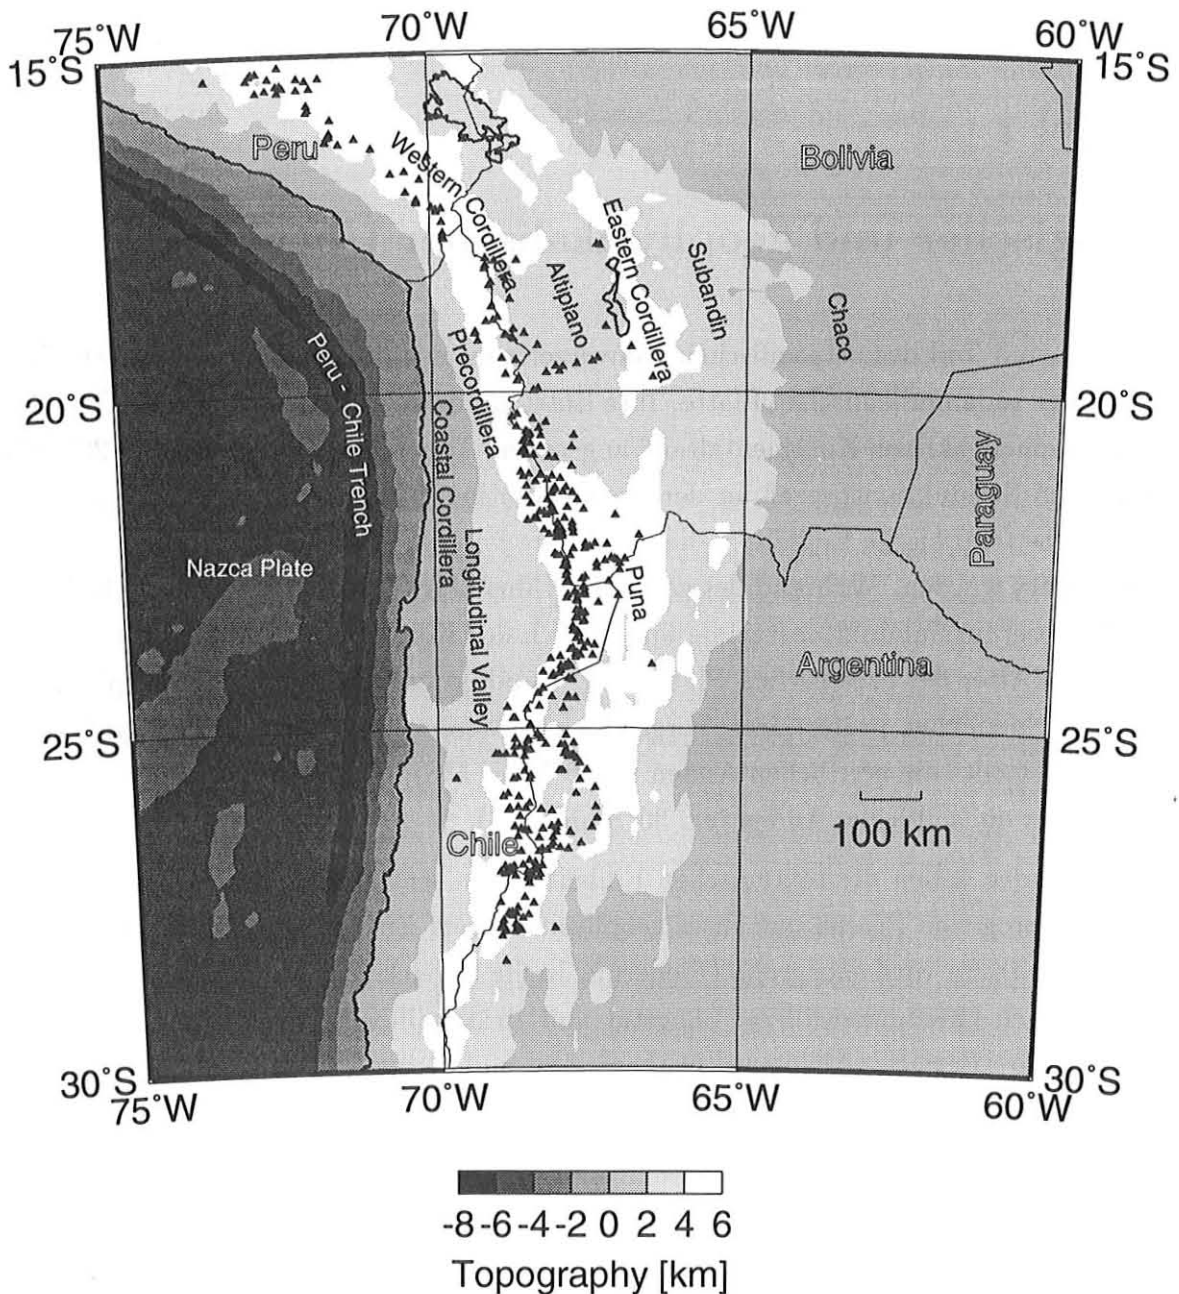 75˚W 70˚W 65˚W 60˚W
15˚S 15˚S
Peru
Bolivia
Western Cordillera
Eastern Cordillera
Altiplano
Subandin
Chaco
Peru - Chile Trench
Precordillera
20˚S 20˚S
Coastal Cordillera
Paraguay
Nazca Plate
Longitudinal Valley
Puna
Argentina
25˚S 25˚S
100 km
Chile
30˚S 30˚S
75˚W 70˚W 65˚W 60˚W
-8 -6 -4 -2 0 2 4 6
Topography [km]